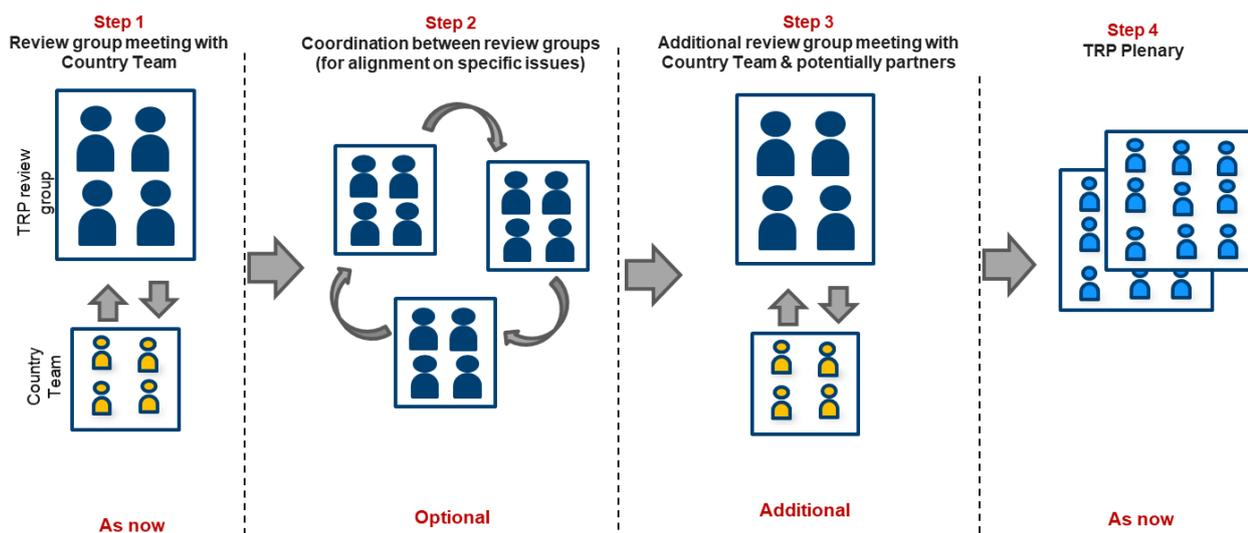 Step 1
Review group meeting with
Country Team
Step 2
Coordination between review groups
(for alignment on specific issues)
Step 3
Additional review group meeting with
Country Team & potentially partners
Step 4
TRP Plenary
TRP review
group
Country
Team
As now
Optional
Additional
As now